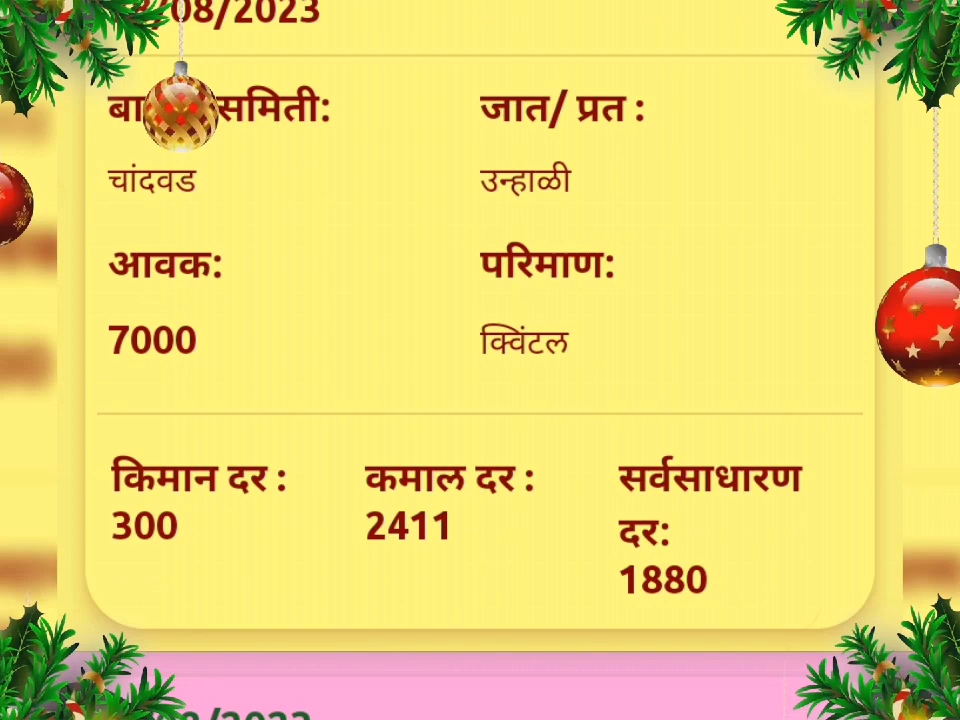 /08/2023
समिती:
जात/ प्रत :
चांदवड
उन्हाळी
आवक:
परिमाण:
7000
क्विंटल
किमान दर :
कमाल दर :
सर्वसाधारण
दर:
300
2411
1880